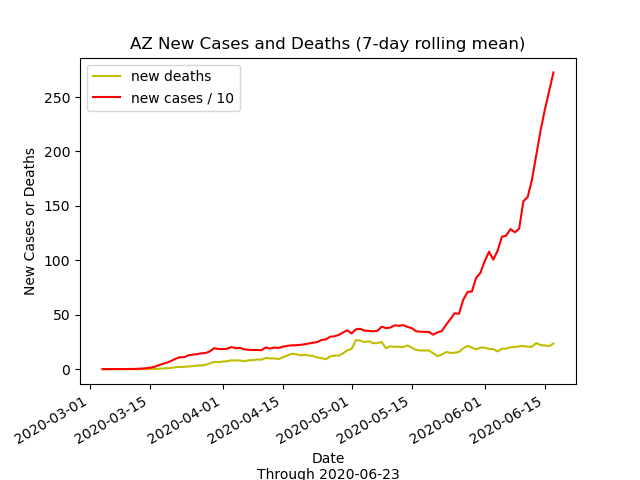 AZ New Cases and Deaths (7-day rolling mean)
new deaths
new cases / 10
New Cases or Deaths
250
200
150
100
50
0
2020-03-01
2020-03-15
2020-04-01
2020-04-15
2020-05-01
2020-05-15
2020-06-01
2020-06-15
Date
Through 2020-06-23